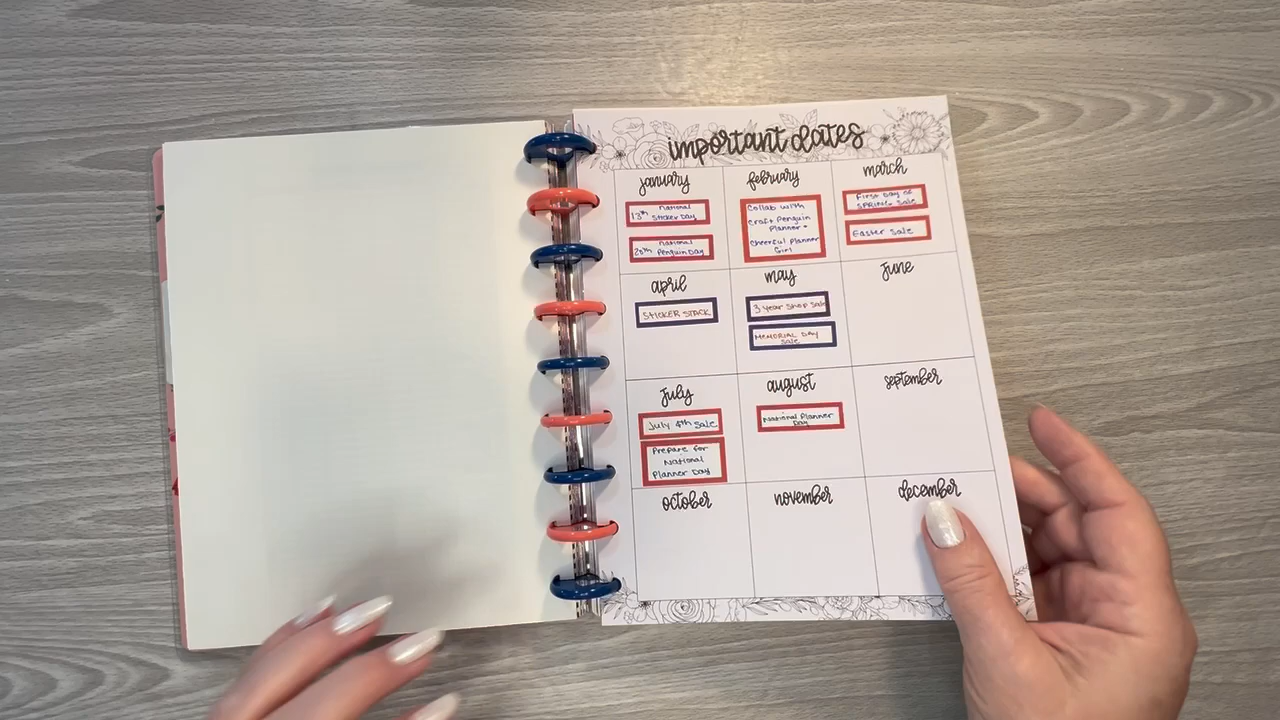 important dates
january
february
march
13th National
Sticker Day
20th National
Penguin Day
Collab with
Craft Penguin
Planner +
Cheerful Planner
Girl
First Day of
SPRING Sale
Easter Sale
april
may
june
STICKER STACK
3 Year Shop Sale
MEMORIAL DAY
Sale
july
august
september
July 4th Sale
Prepare for
National
Planner Day
National Planner
Day
october
november
december